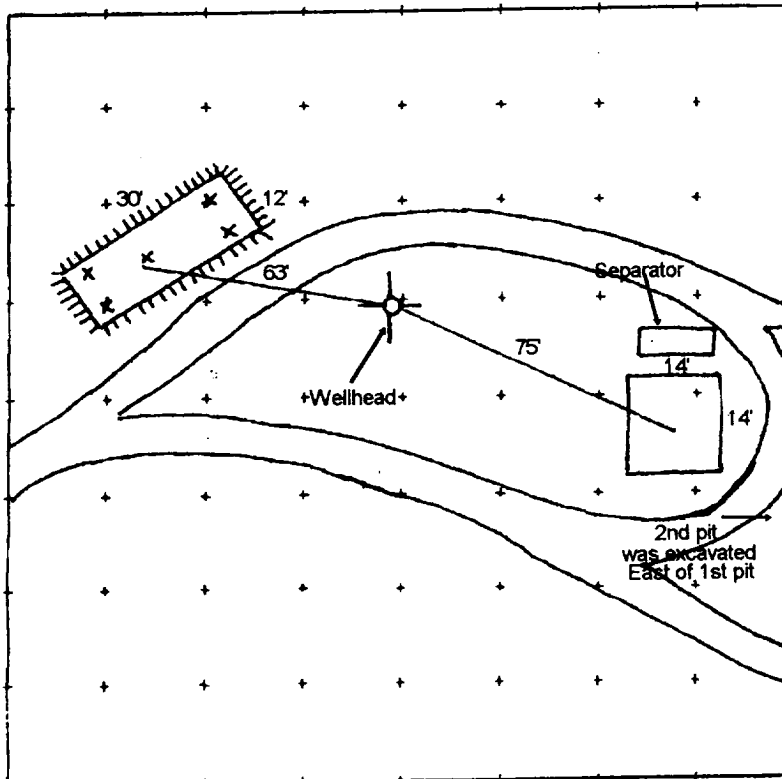 30'
12'
63'
Separator
75'
14'
Wellhead
14'
2nd pit
was excavated
East of 1st pit